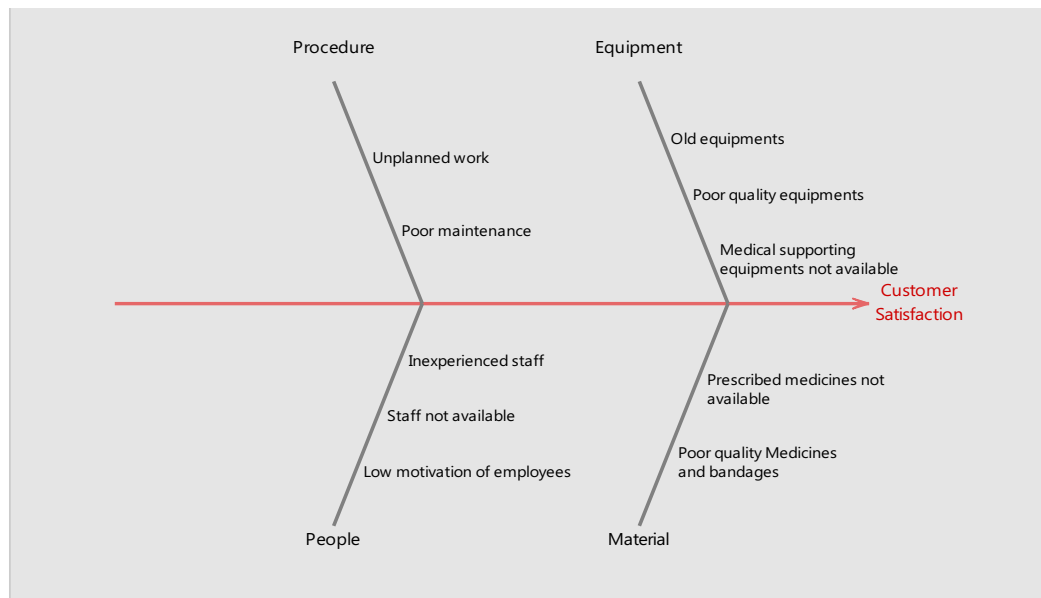 Procedure
Equipment
Unplanned work
Poor maintenance
Old equipments
Poor quality equipments
Medical supporting
equipments not available
Customer
Satisfaction
Inexperienced staff
Staff not available
Low motivation of employees
Prescribed medicines not
available
Poor quality Medicines
and bandages
People
Material